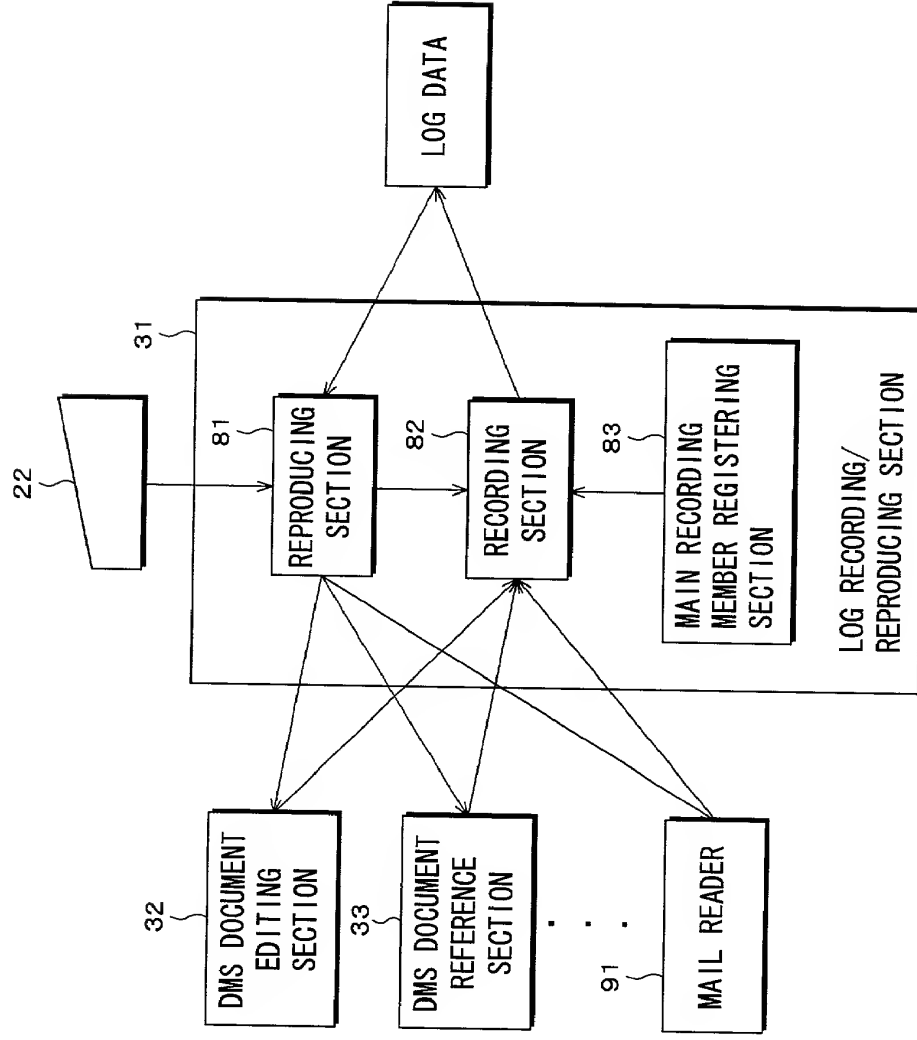 22
31
81
REPRODUCING
SECTION
82
RECORDING
SECTION
83
MAIN RECORDING
MEMBER REGISTERING
SECTION
LOG RECORDING/
REPRODUCING SECTION
LOG DATA
32
DMS DOCUMENT
EDITING
SECTION
33
DMS DOCUMENT
REFERENCE
SECTION
. . .
91
MAIL READER